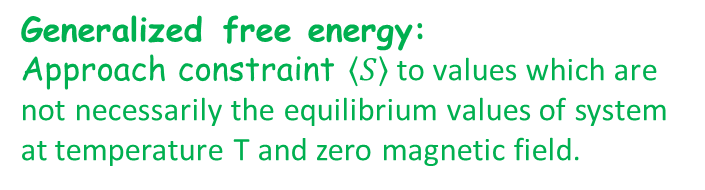 Generalized free energy:
Approach constraint ⟨S⟩ to values which are
not necessarily the equilibrium values of system
at temperature T and zero magnetic field.